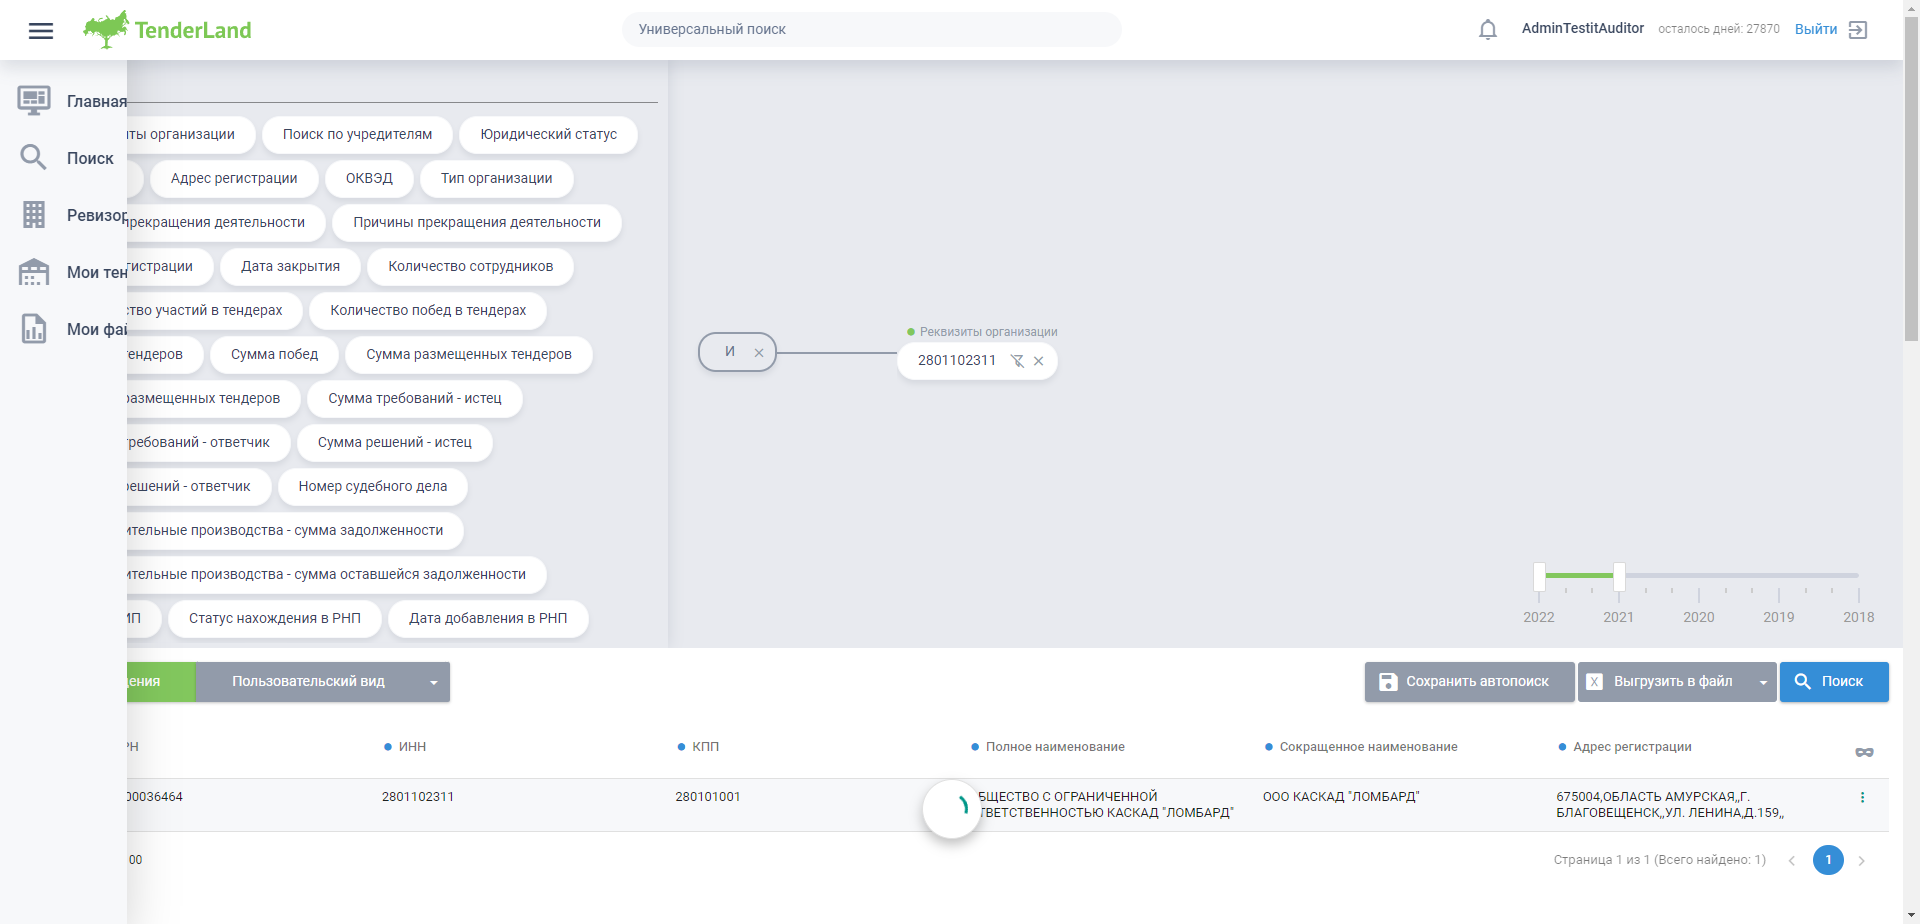 TenderLand
Универсальный поиск
AdminTestitAuditor
осталось дней: 27870
Выйти
Главная
Поиск
Ревизор
Мои тен
Мои фай
ты организации
Поиск по учредителям
Юридический статус
Адрес регистрации
ОКВЭД
Тип организации
прекращения деятельности
Причины прекращения деятельности
гистрации
Дата закрытия
Количество сотрудников
тво участий в тендерах
Количество побед в тендерах
тендеров
Сумма побед
Сумма размещенных тендеров
размещенных тендеров
Сумма требований - истец
требований - ответчик
Сумма решений - истец
решений - ответчик
Номер судебного дела
ительные производства - сумма задолженности
ительные производства - сумма оставшейся задолженности
ИП
Статус нахождения в РНП
Дата добавления в РНП
И
Реквизиты организации
2801102311
2022
2021
2020
2019
2018
дения
Пользовательский вид
Сохранить автопоиск
X
Выгрузить в файл
Поиск
РН
ИНН
КПП
Полное наименование
Сокращенное наименование
Адрес регистрации
00036464
2801102311
280101001
БЩЕСТВО С ОГРАНИЧЕННОЙ
ТВЕТСТВЕННОСТЬЮ КАСКАД "ЛОМБАРД"
ООО КАСКАД "ЛОМБАРД"
675004,ОБЛАСТЬ АМУРСКАЯ,,Г.
БЛАГОВЕЩЕНСК,,УЛ. ЛЕНИНА,Д.159,,
00
Страница 1 из 1 (Всего найдено: 1)
1